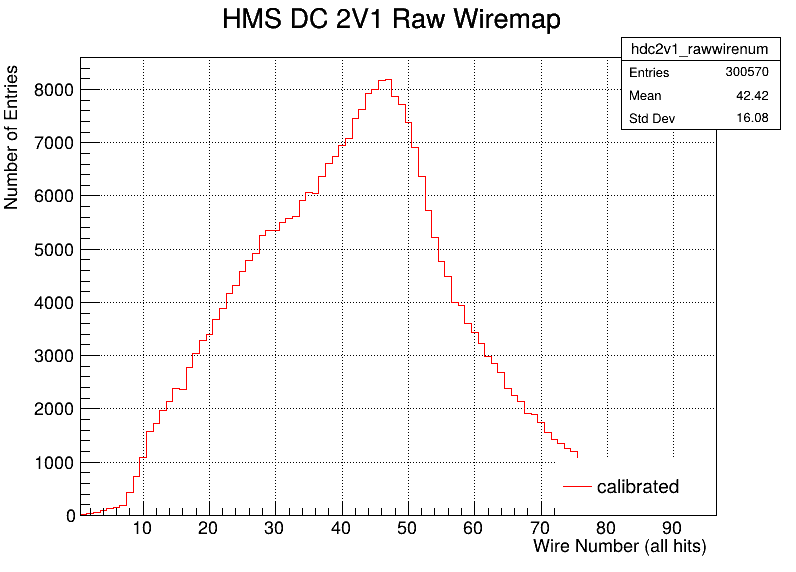 HMS DC 2V1 Raw Wiremap
hdc2v1_rawwirenum
Entries 300570
Mean 42.42
Std Dev 16.08
Number of Entries
8000
7000
6000
5000
4000
3000
2000
1000
0
calibrated
10 20 30 40 50 60 70 80 90
Wire Number (all hits)